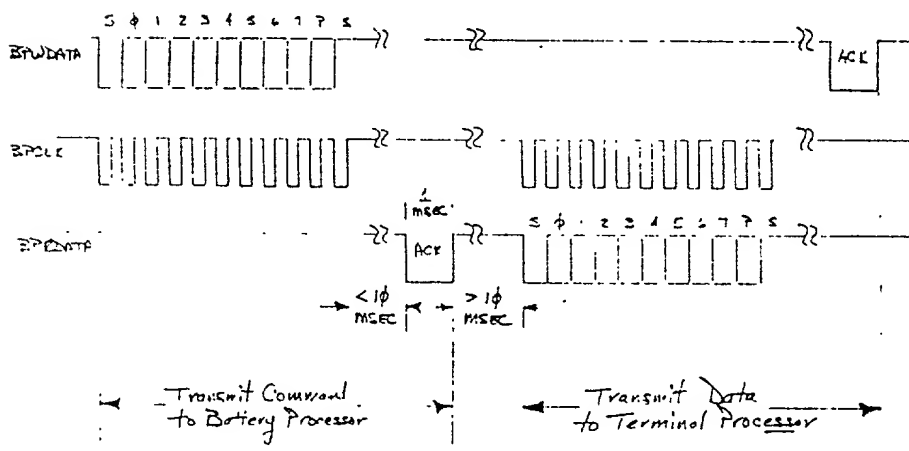 S ϕ 1 2 3 4 5 6 7 P S
BPWDATA
ACK
BPCLK
1
MSEC
S ϕ 1 2 3 4 5 6 7 P S
BPRDATA
ACK
< 1ϕ
MSEC
> 1ϕ
MSEC
Transmit Command
to Battery Processor
Transmit Data
to Terminal Processor